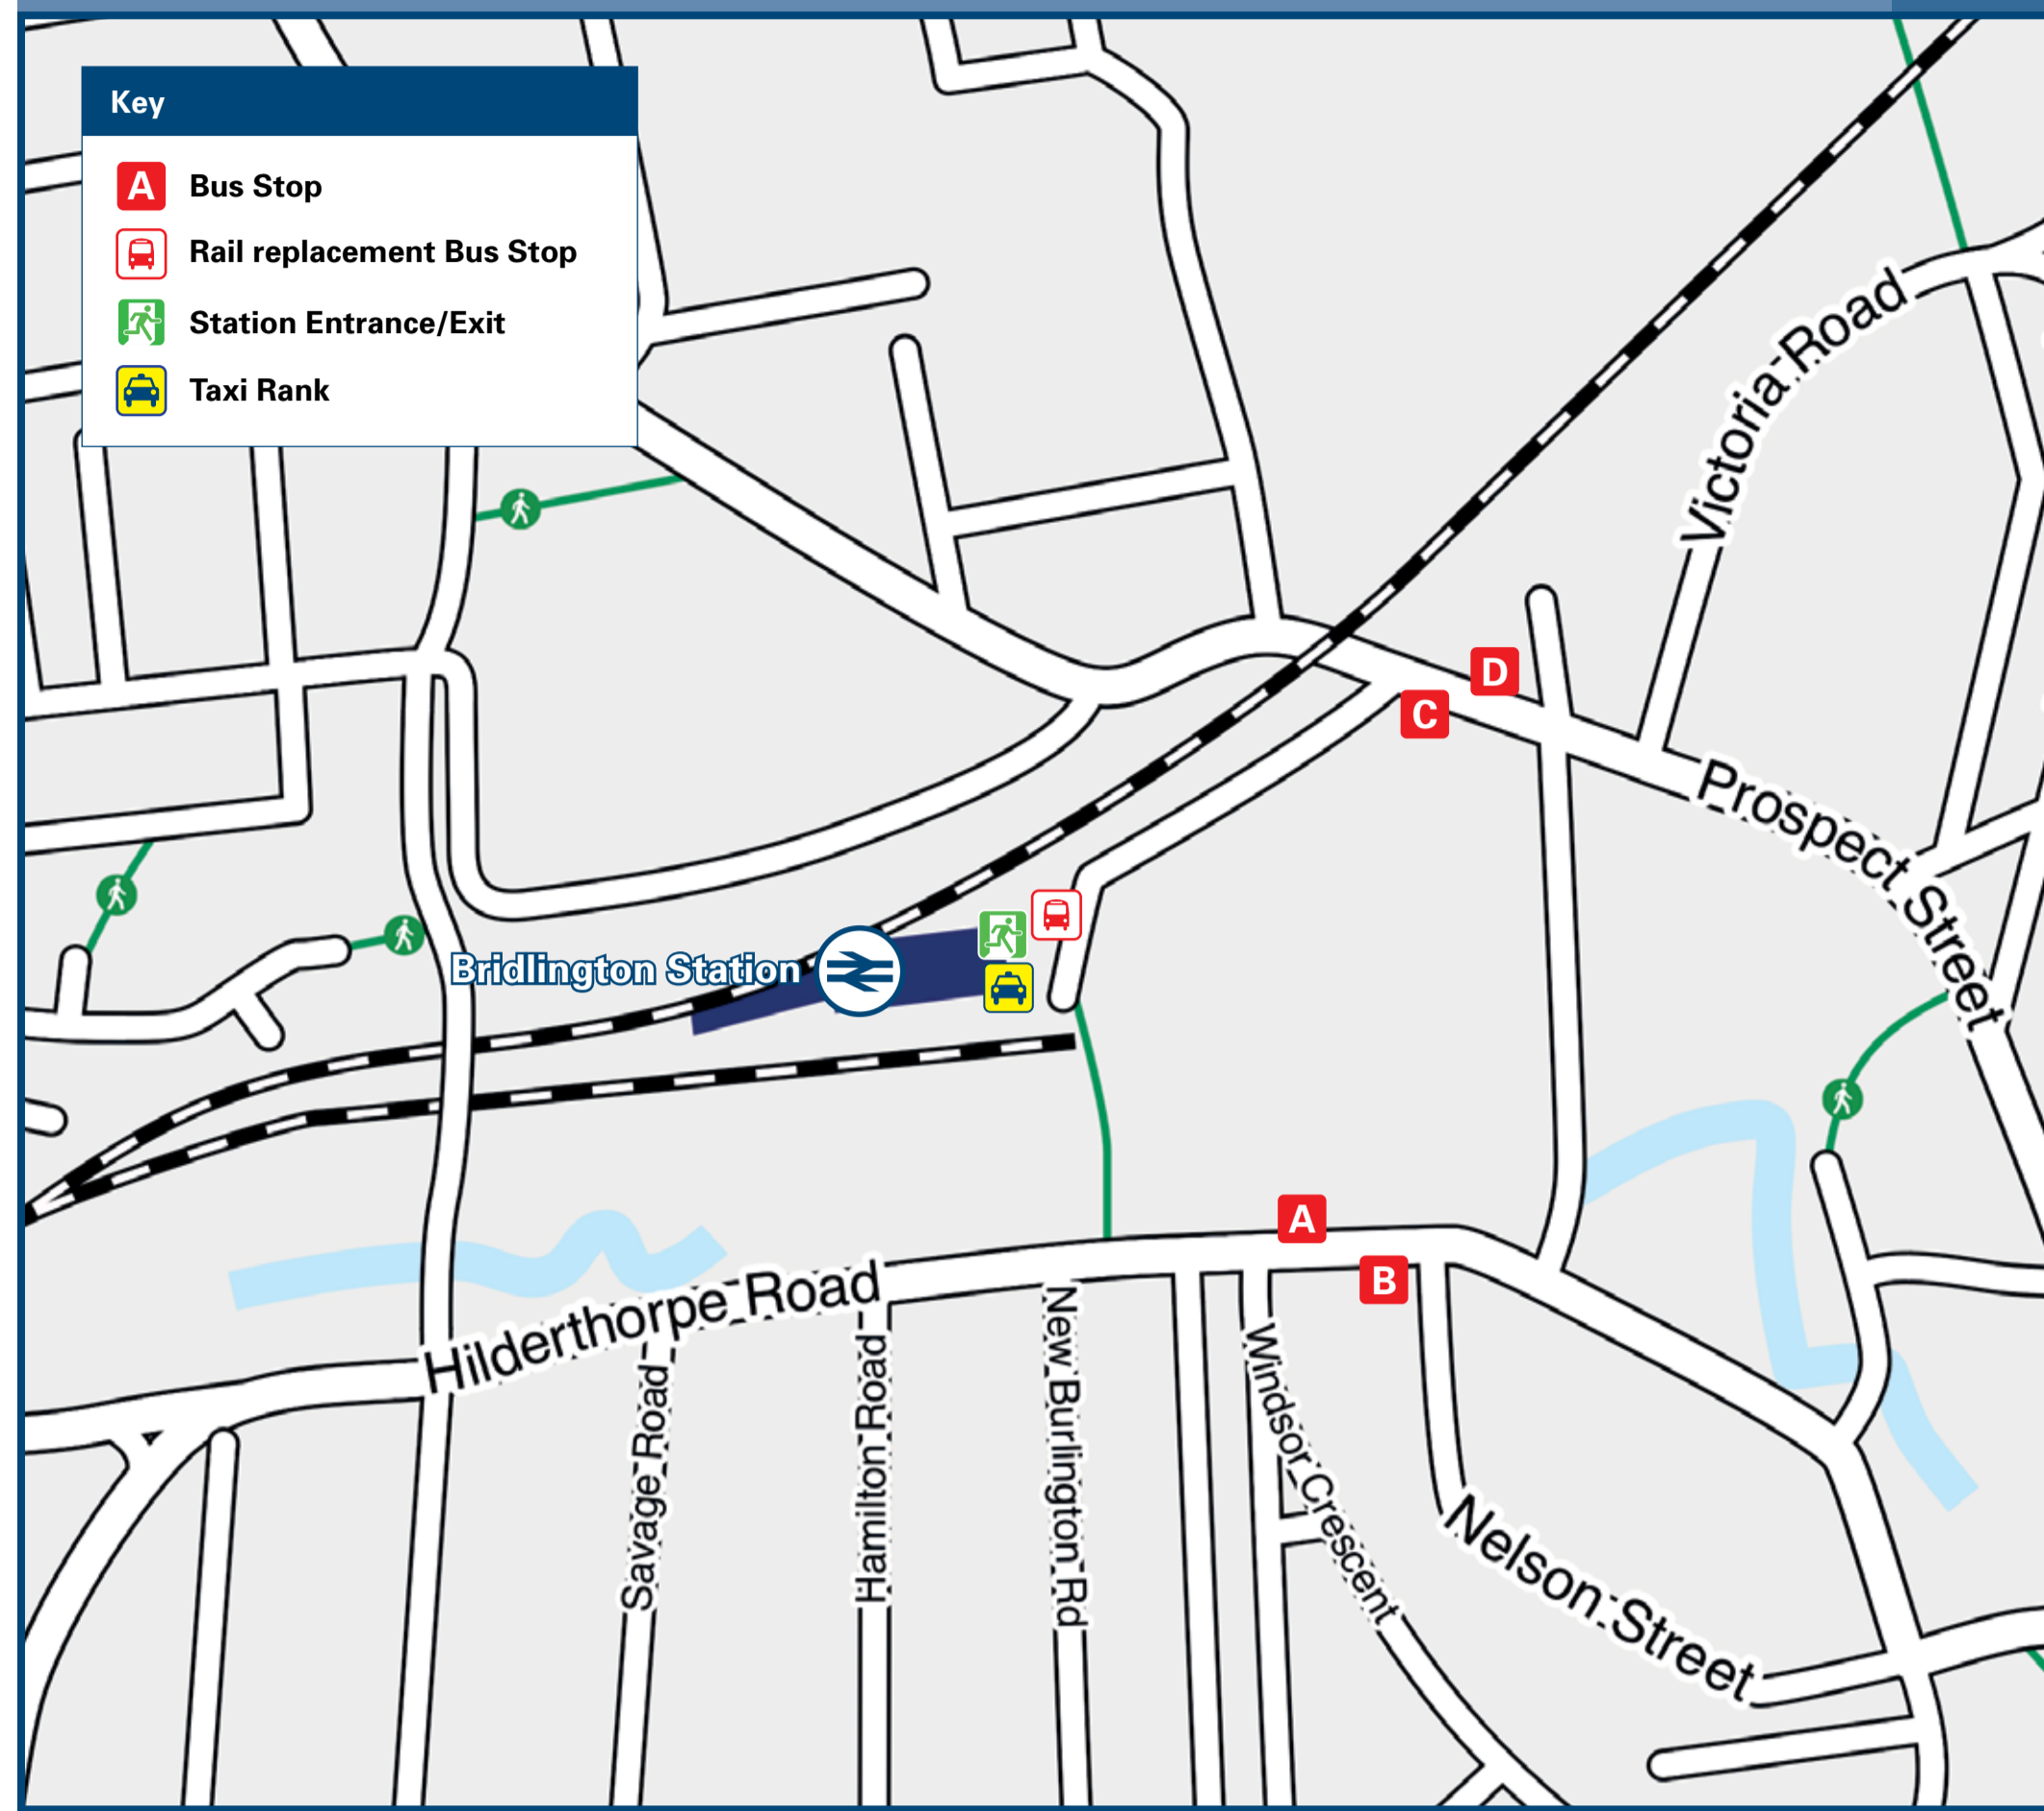 Key
A Bus Stop
Rail replacement Bus Stop
Station Entrance/Exit
Taxi Rank
Victoria Road
D
C
Prospect Street
Bridlington Station
A
B
Hilderthorpe Road
Savage Road
Hamilton Road
New Burlington Rd
Windsor Crescent
Nelson Street